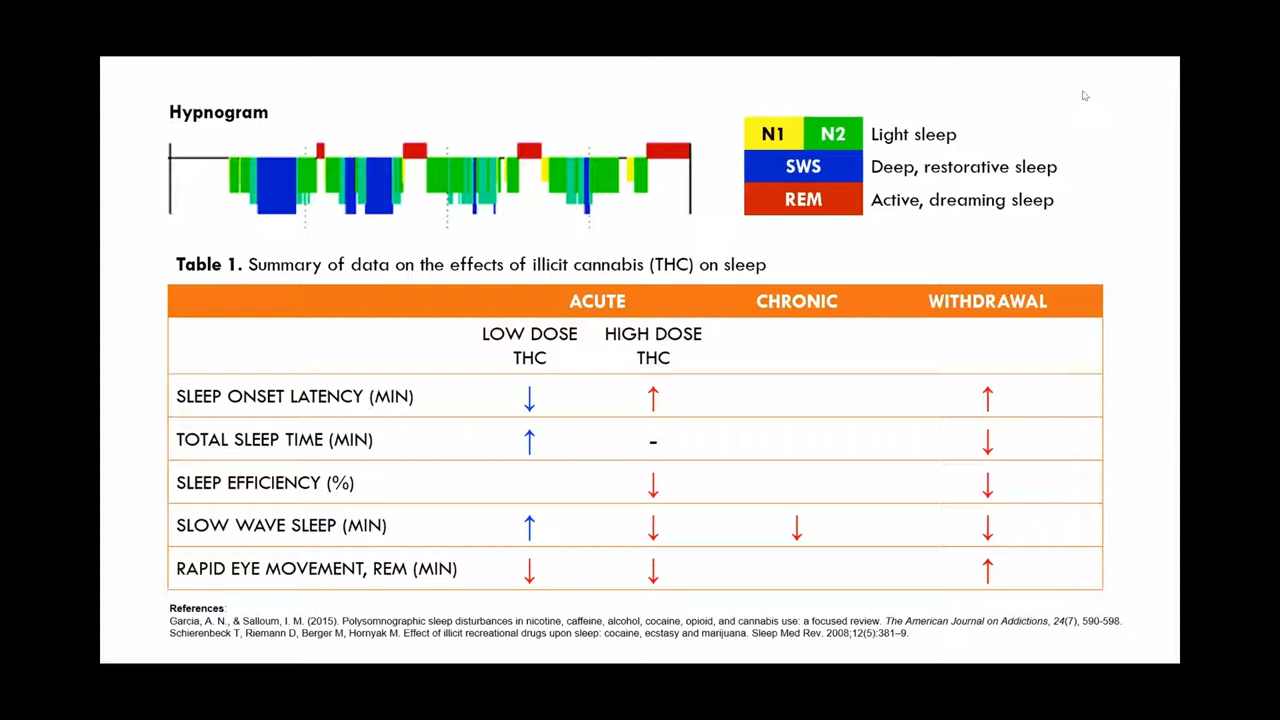 Hypnogram
N1 N2 Light sleep
SWS Deep, restorative sleep
REM Active, dreaming sleep
Table 1. Summary of data on the effects of illicit cannabis (THC) on sleep
ACUTE CHRONIC WITHDRAWAL
LOW DOSE HIGH DOSE
THC THC
SLEEP ONSET LATENCY (MIN) ↓ ↑ ↑
TOTAL SLEEP TIME (MIN) ↑ - ↓
SLEEP EFFICIENCY (%) ↓ ↓
SLOW WAVE SLEEP (MIN) ↑ ↓ ↓ ↓
RAPID EYE MOVEMENT, REM (MIN) ↓ ↓ ↑
References:
Garcia, A. N., & Salloum, I. M. (2015). Polysomnographic sleep disturbances in nicotine, caffeine, alcohol, cocaine, opioid, and cannabis use: a focused review. The American Journal on Addictions, 24(7), 590-598.
Schierenbeck T, Riemann D, Berger M, Hornyak M. Effect of illicit recreational drugs upon sleep: cocaine, ecstasy and marijuana. Sleep Med Rev. 2008;12(5):381–9.